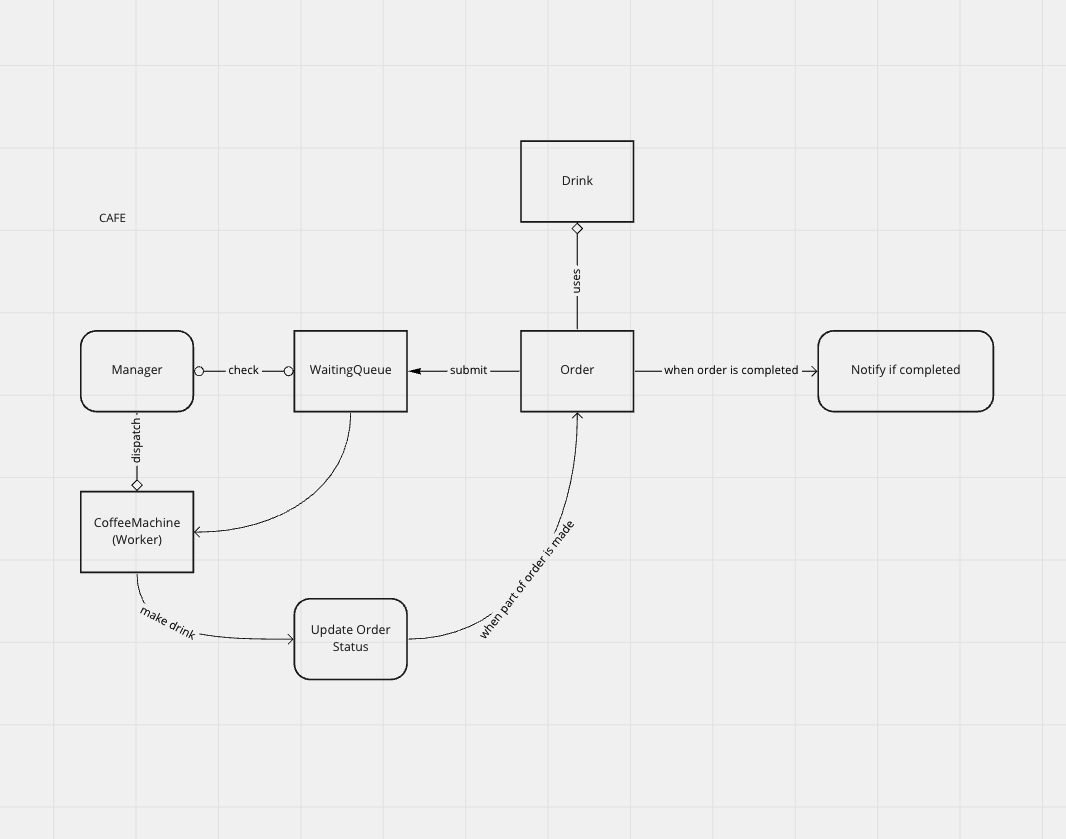 Drink
CAFE
uses
Manager
check
WaitingQueue
submit
Order
when order is completed
Notify if completed
dispatch
CoffeeMachine
(Worker)
when part of order is made
make drink
Update Order
Status